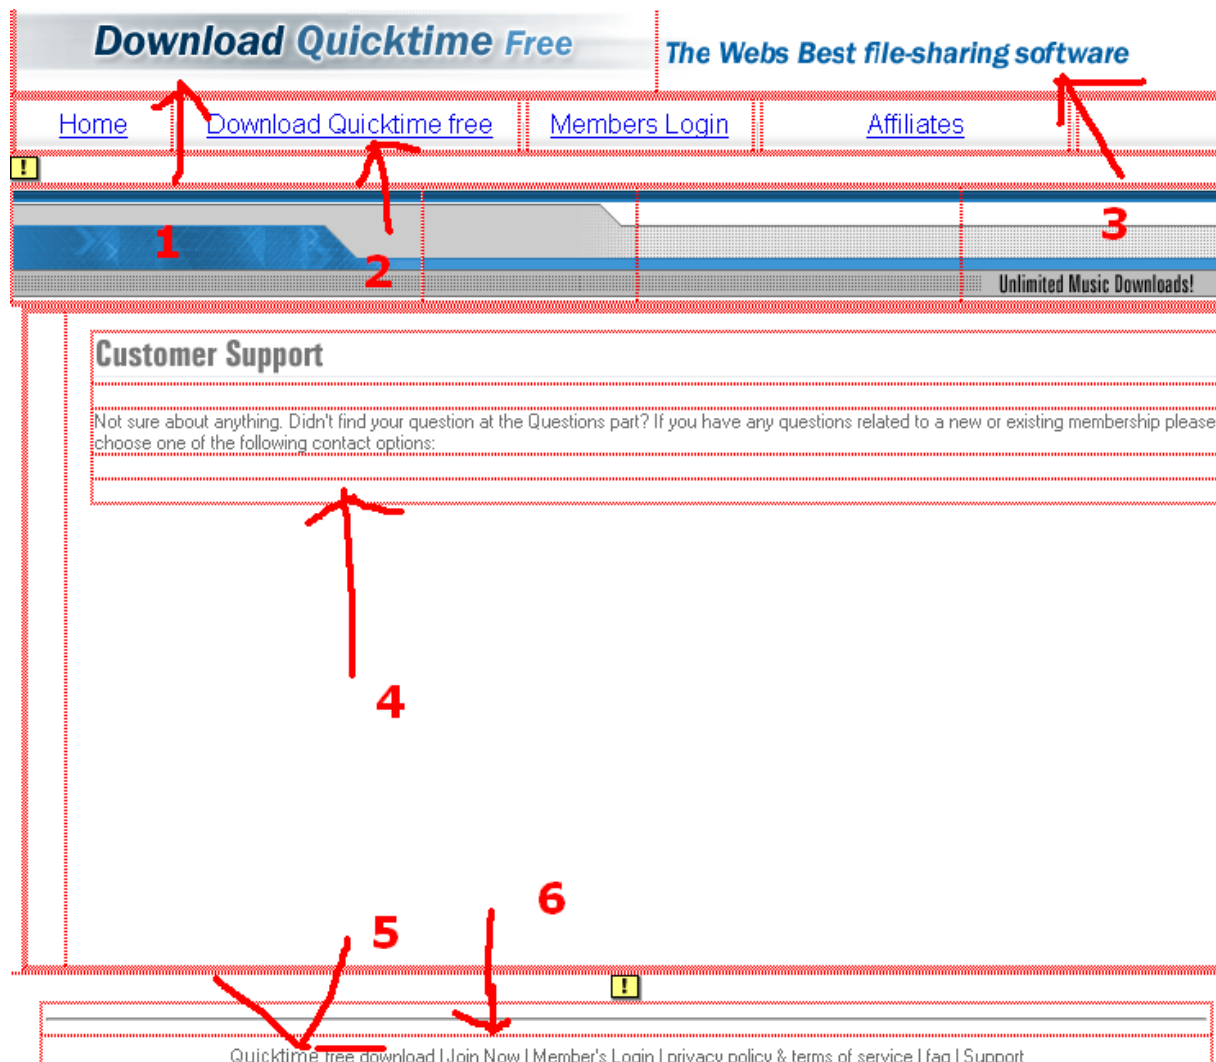 Download Quicktime Free
The Webs Best file-sharing software
Home Download Quicktime free Members Login Affiliates
!
1
2
3
Unlimited Music Downloads!
Customer Support
Not sure about anything. Didn't find your question at the Questions part? If you have any questions related to a new or existing membership please
choose one of the following contact options:
4
5
6
!
Quicktime free download | Join Now | Member's Login | privacy policy & terms of service | faq | Support